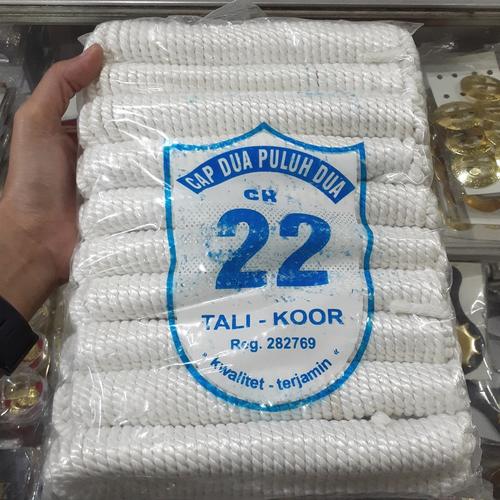 CAP DUA PULUH DUA
CR
22
TALI - KOOR
Reg. 282769
" kwalitet - terjamin "